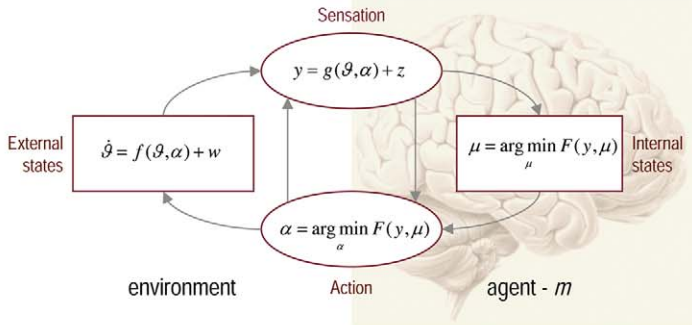 Sensation
y = g(ϑ,α) + z
External
states
ϑ̇ = f(ϑ,α) + w
μ = arg min F(y,μ)
μ
Internal
states
α = arg min F(y,μ)
α
environment
Action
agent - m